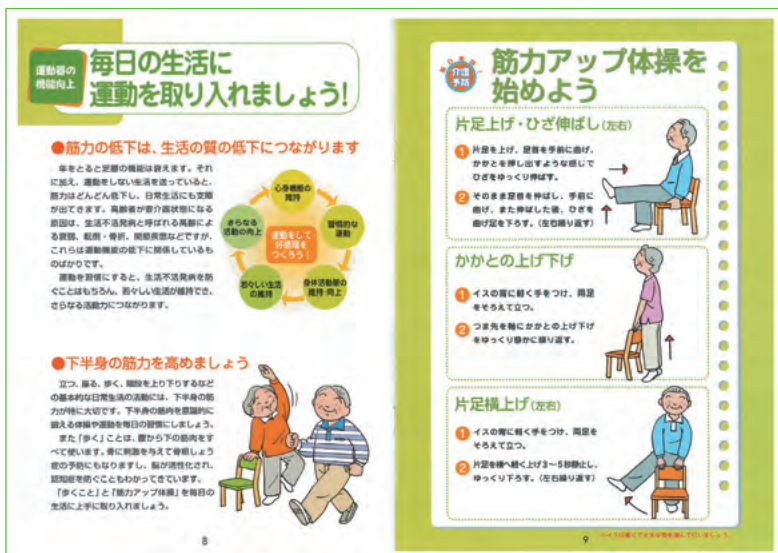 運動器の
機能向上
毎日の生活に
運動を取り入れましょう!
●筋力の低下は、生活の質の低下につながります
年をとると足腰の機能は衰えます。それ
に加え、運動をしない生活を送っていると、
筋力はどんどん低下し、日常生活にも支障
が出てきます。高齢者が要介護状態になる
原因は、生活不活発病と呼ばれる高齢によ
る衰弱、転倒・骨折、関節疾患などですが、
これらは運動機能の低下に関係しているも
のばかりです。
運動を習慣にすると、生活不活発病を防
ぐことはもちろん、若々しい生活が維持でき、
さらなる活動力につながります。
心身機能の
維持
習慣的な
運動
身体活動量の
維持・向上
若々しい生活
の維持
さらなる
活動の向上
運動をして
好循環を
つくろう!
●下半身の筋力を高めましょう
立つ、座る、歩く、階段を上り下りするなど
の基本的な日常生活の活動には、下半身の筋
力が特に大切です。下半身の筋肉を意識的に
鍛える体操や運動を毎日の習慣にしましょう。
また「歩く」ことは、腰から下の筋肉をす
べて使います。骨に刺激を与えて骨粗しょう
症の予防にもなりますし、脳が活性化され、
認知症を防ぐこともわかってきています。
「歩くこと」と「筋力アップ体操」を毎日の
生活に上手に取り入れましょう。
8
介護
予防
筋力アップ体操を
始めよう
片足上げ・ひざ伸ばし(左右)
1 片足を上げ、足首を手前に曲げ、
かかとを押し出すような感じで
ひざをゆっくり伸ばす。
2 そのまま足首を伸ばし、手前に
曲げ、また伸ばした後、ひざを
曲げ足を下ろす。(左右繰り返す)
かかとの上げ下げ
1 イスの背に軽く手をつけ、両足
をそろえて立つ。
2 つま先を軸にかかとの上げ下げ
をゆっくり静かに繰り返す。
片足横上げ(左右)
1 イスの背に軽く手をつけ、両足を
そろえて立つ。
2 片足を横へ軽く上げ3～5秒静止し、
ゆっくり下ろす。(左右繰り返す)
9